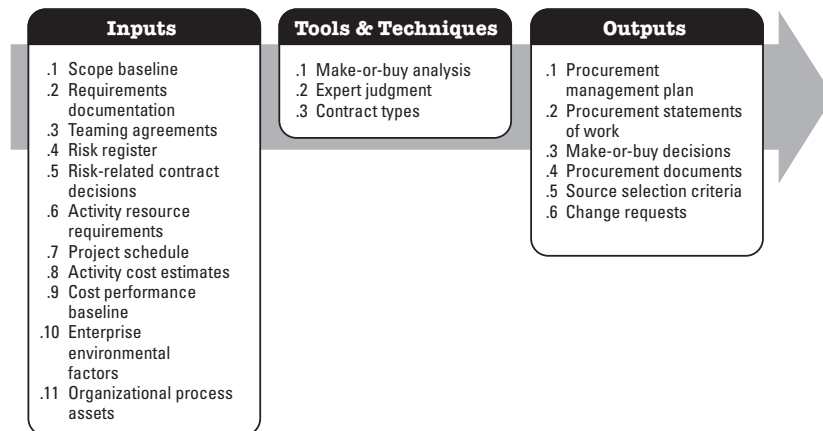 Inputs
.1 Scope baseline
.2 Requirements
documentation
.3 Teaming agreements
.4 Risk register
.5 Risk-related contract
decisions
.6 Activity resource
requirements
.7 Project schedule
.8 Activity cost estimates
.9 Cost performance
baseline
.10 Enterprise
environmental
factors
.11 Organizational process
assets
Tools & Techniques
.1 Make-or-buy analysis
.2 Expert judgment
.3 Contract types
Outputs
.1 Procurement
management plan
.2 Procurement statements
of work
.3 Make-or-buy decisions
.4 Procurement documents
.5 Source selection criteria
.6 Change requests